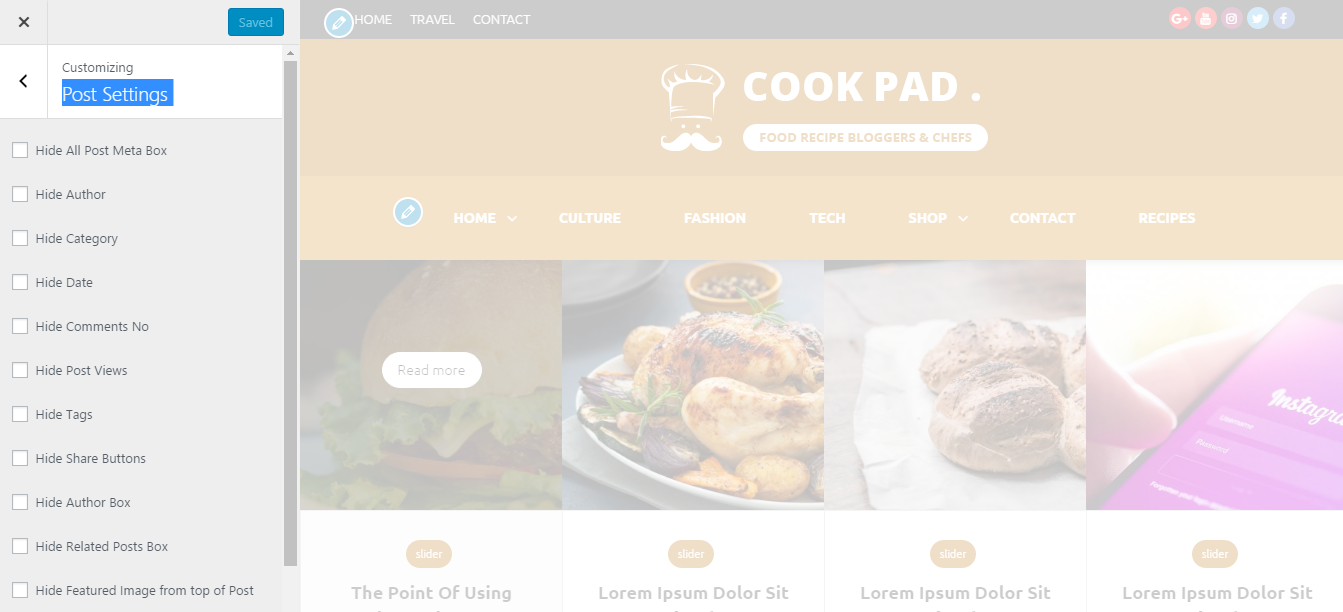 Saved
Customizing
Post Settings
Hide All Post Meta Box
Hide Author
Hide Category
Hide Date
Hide Comments No
Hide Post Views
Hide Tags
Hide Share Buttons
Hide Author Box
Hide Related Posts Box
Hide Featured Image from top of Post
HOME TRAVEL CONTACT
G+ You Tube
COOK PAD .
FOOD RECIPE BLOGGERS & CHEFS
HOME CULTURE FASHION TECH SHOP CONTACT RECIPES
Read more
Username
Password
slider slider slider slider
The Point Of Using Lorem Ipsum Dolor Sit Lorem Ipsum Dolor Sit Lorem Ipsum Dolor Sit